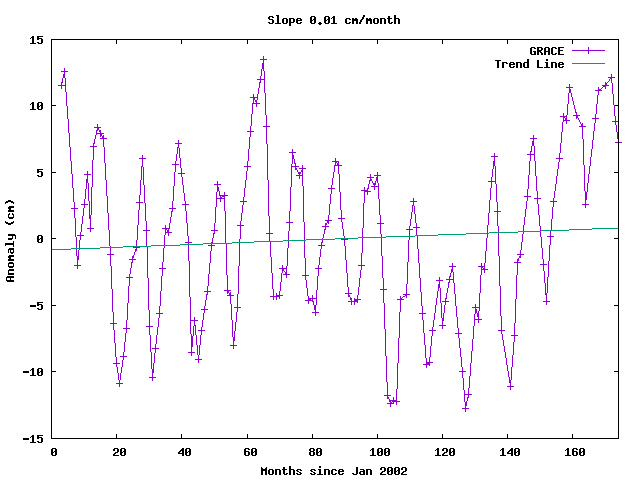 Slope 0.01 cm/month
15
10
5
0
-5
-10
-15
Anomaly (cm)
GRACE
Trend Line
0 20 40 60 80 100 120 140 160
Months since Jan 2002